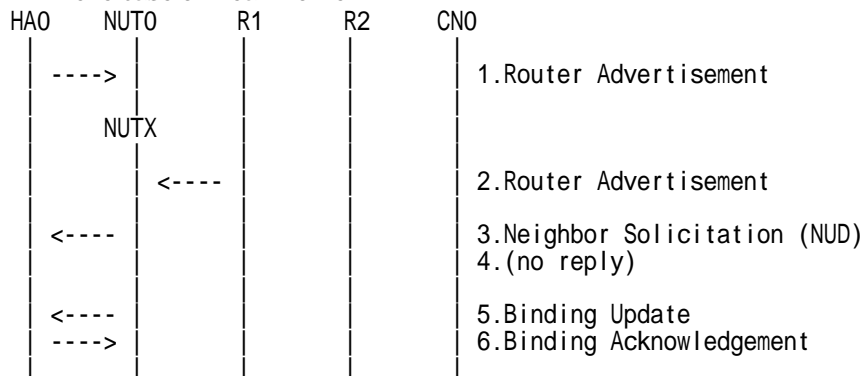 HA0 NUT0 R1 R2 CN0
----> 1.Router Advertisement
NUTX
<---- 2.Router Advertisement
<---- 3.Neighbor Solicitation (NUD)
4.(no reply)
<---- 5.Binding Update
----> 6.Binding Acknowledgement